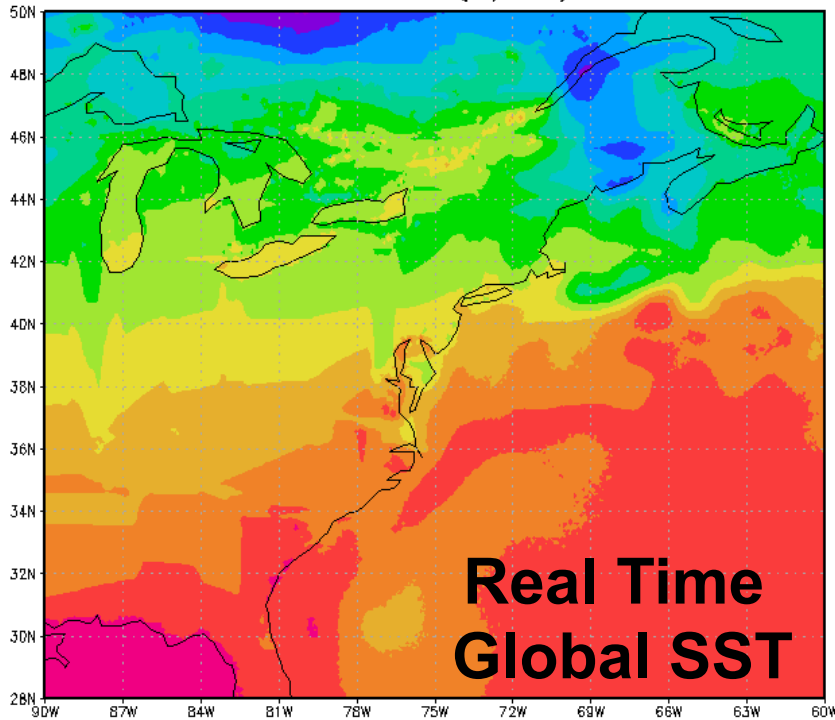 50N
48N
46N
44N
42N
40N
38N
36N
34N
32N
30N
28N
90W 87W 84W 81W 78W 75W 72W 69W 66W 63W 60W
Real Time
Global SST